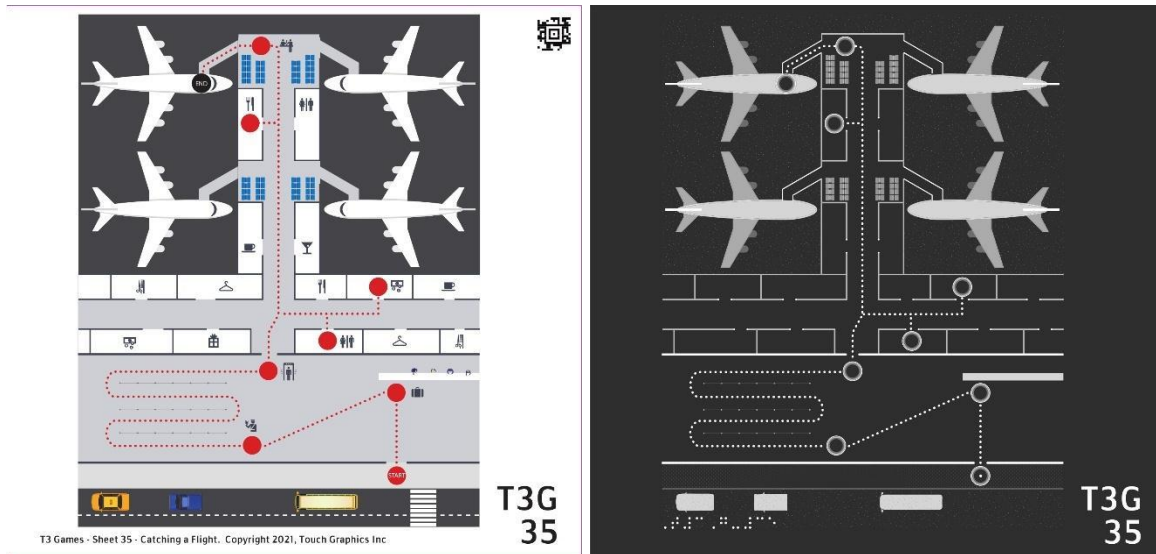 END
START
T3G
35
T3 Games - Sheet 35 - Catching a Flight. Copyright 2021, Touch Graphics Inc
T3G
35